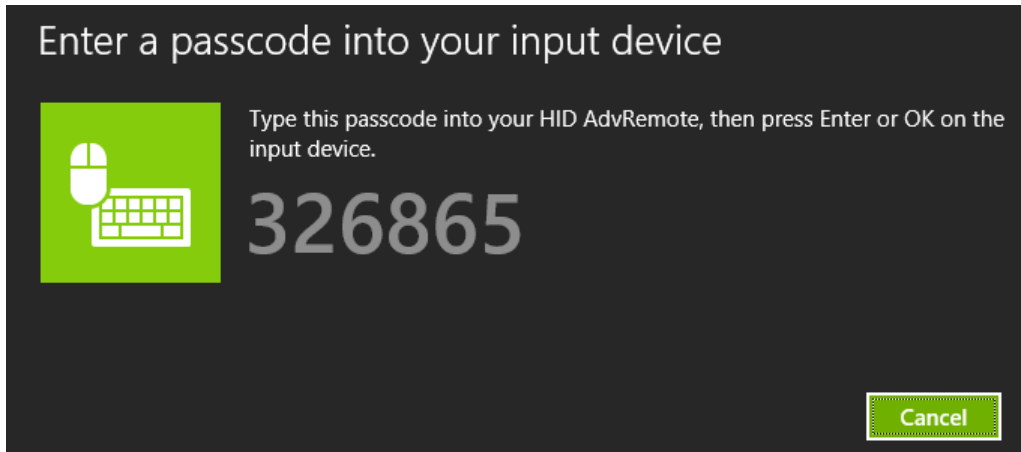 Enter a passcode into your input device
Type this passcode into your HID AdvRemote, then press Enter or OK on the
input device.
326865
Cancel